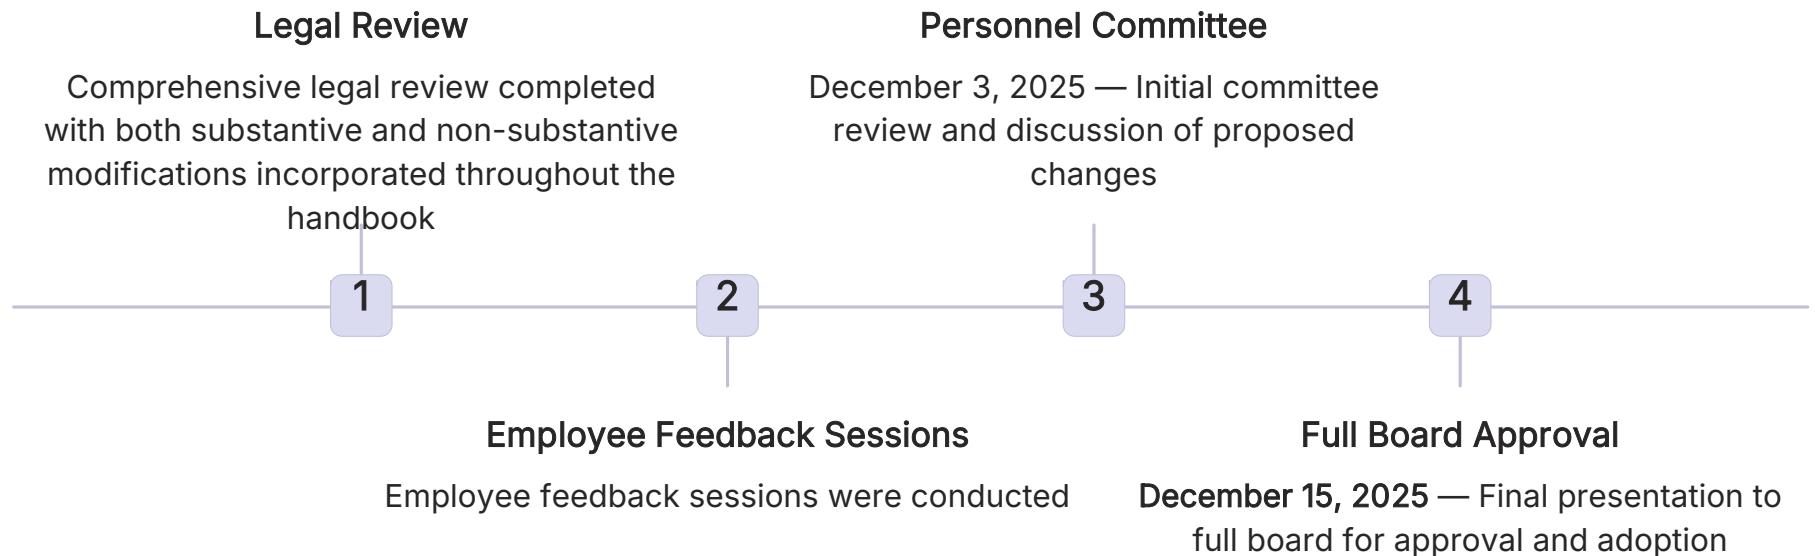 Legal Review
Comprehensive legal review completed
with both substantive and non-substantive
modifications incorporated throughout the
handbook
Personnel Committee
December 3, 2025 — Initial committee
review and discussion of proposed
changes
1
2
3
4
Employee Feedback Sessions
Employee feedback sessions were conducted
Full Board Approval
December 15, 2025 — Final presentation to
full board for approval and adoption